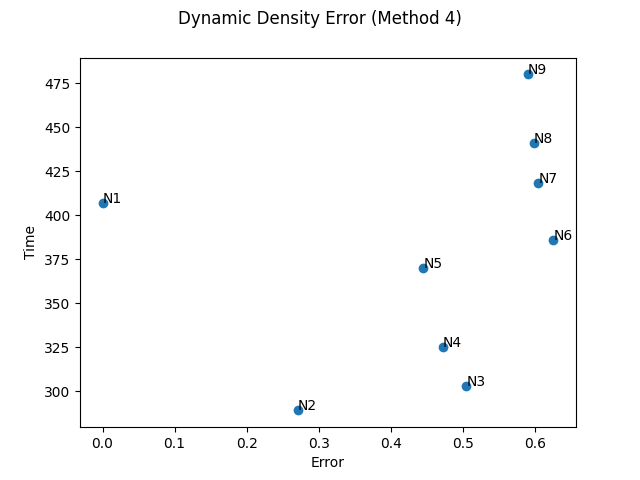 Dynamic Density Error (Method 4)
475
450
425
400
375
350
325
300
Time
N9
N8
N7
N1
N6
N5
N4
N3
N2
0.0 0.1 0.2 0.3 0.4 0.5 0.6
Error